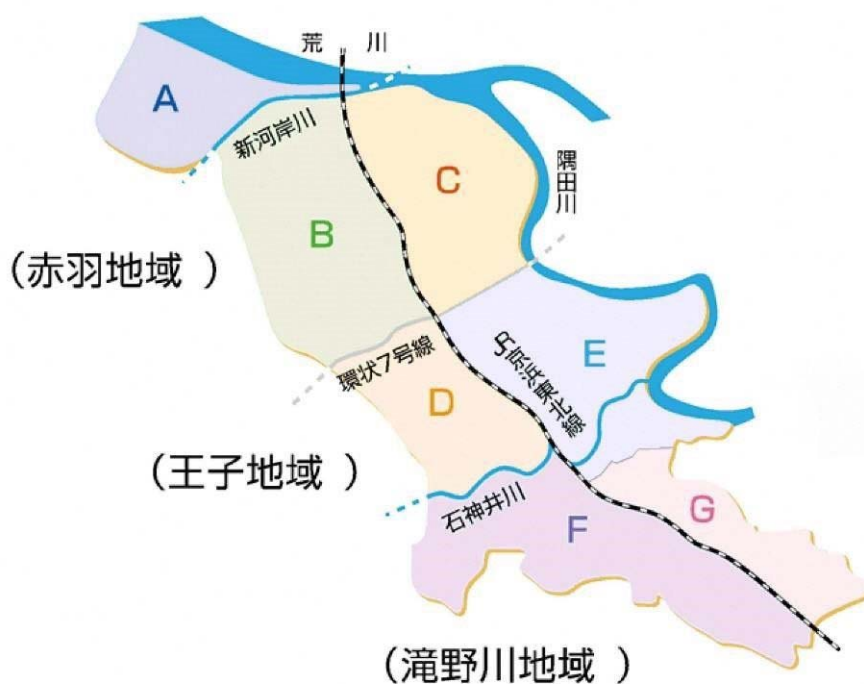 荒川
A
新河岸川
隅田川
C
B
(赤羽地域 )
環状7号線
JR京浜東北線
E
D
(王子地域 )
石神井川
G
F
(滝野川地域 )